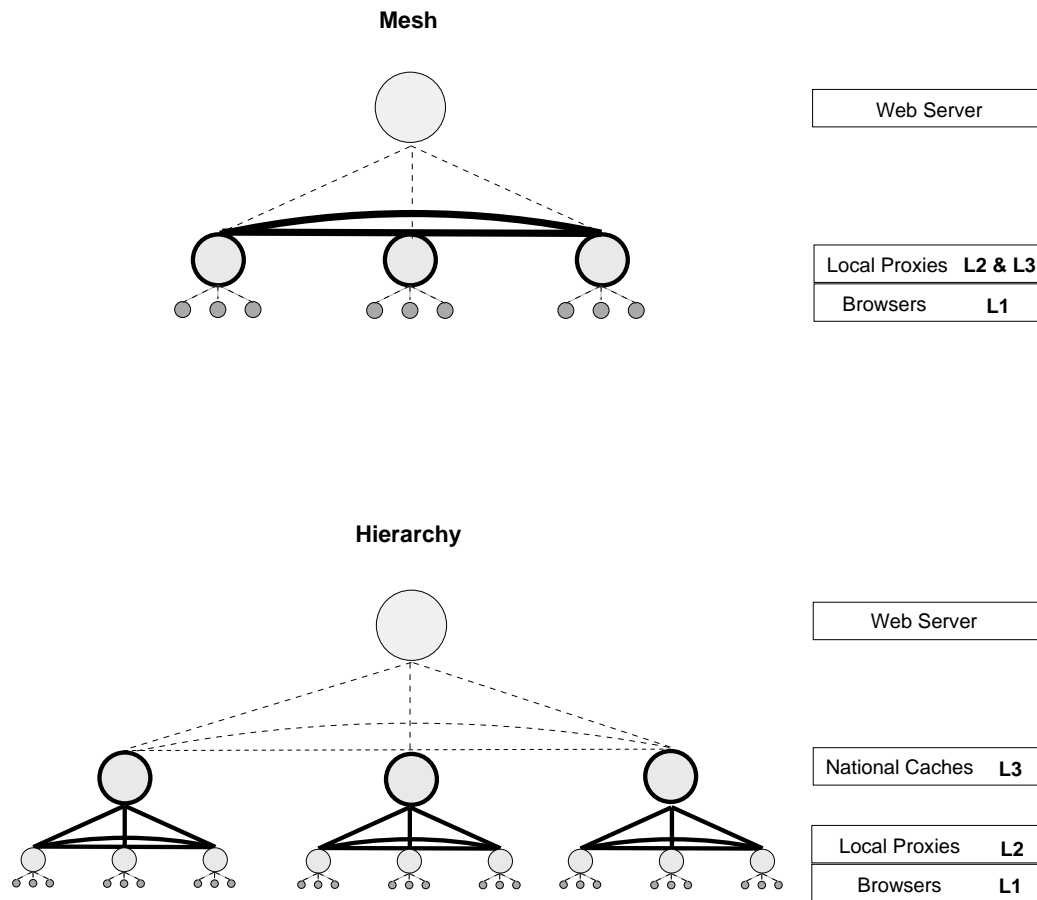 Mesh
Web Server
Local Proxies L2 & L3
Browsers L1
Hierarchy
Web Server
National Caches L3
Local Proxies L2
Browsers L1